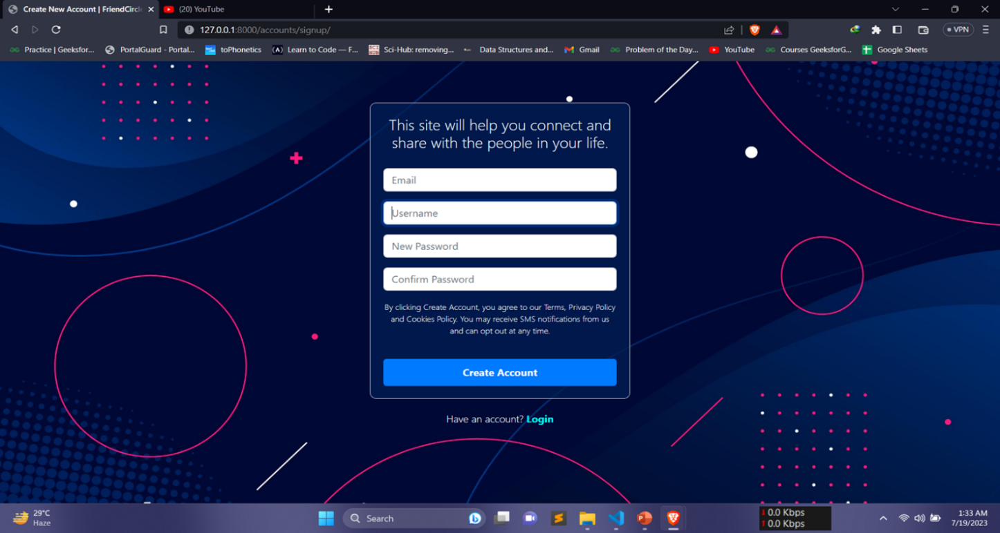 Create New Account | FriendCircl
(20) YouTube
127.0.0.1:8000/accounts/signup/
VPN
Practice | Geeksfor...
PortalGuard - Portal...
toPhonetics
Learn to Code — F...
Sci-Hub: removing...
Data Structures and...
Gmail
Problem of the Day...
YouTube
Courses GeeksforG...
Google Sheets
This site will help you connect and
share with the people in your life.
Email
Username
New Password
Confirm Password
By clicking Create Account, you agree to our Terms, Privacy Policy
and Cookies Policy. You may receive SMS notifications from us
and can opt out at any time.
Create Account
Have an account? Login
29°C
Haze
Search
0.0 Kbps
0.0 Kbps
1:33 AM
7/19/2023